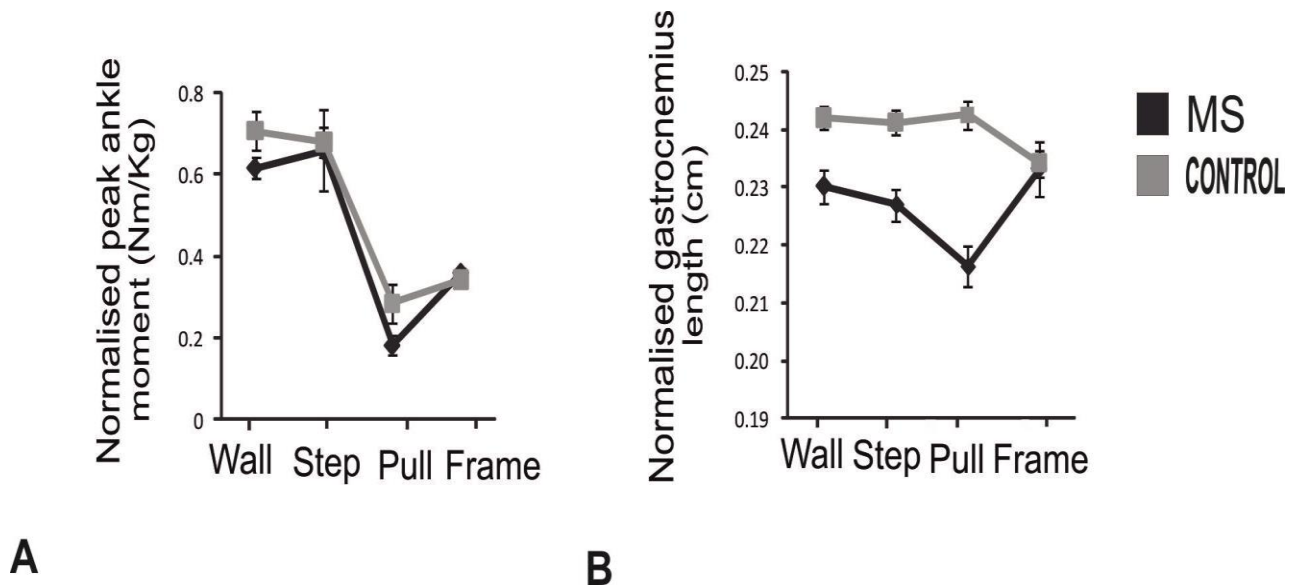 Normalised peak ankle
moment (Nm/Kg)
0.8
0.6
0.4
0.2
0
Wall Step Pull Frame
A
Normalised gastrocnemius
length (cm)
0.25
0.24
0.23
0.22
0.21
0.20
0.19
Wall Step Pull Frame
B
MS
CONTROL